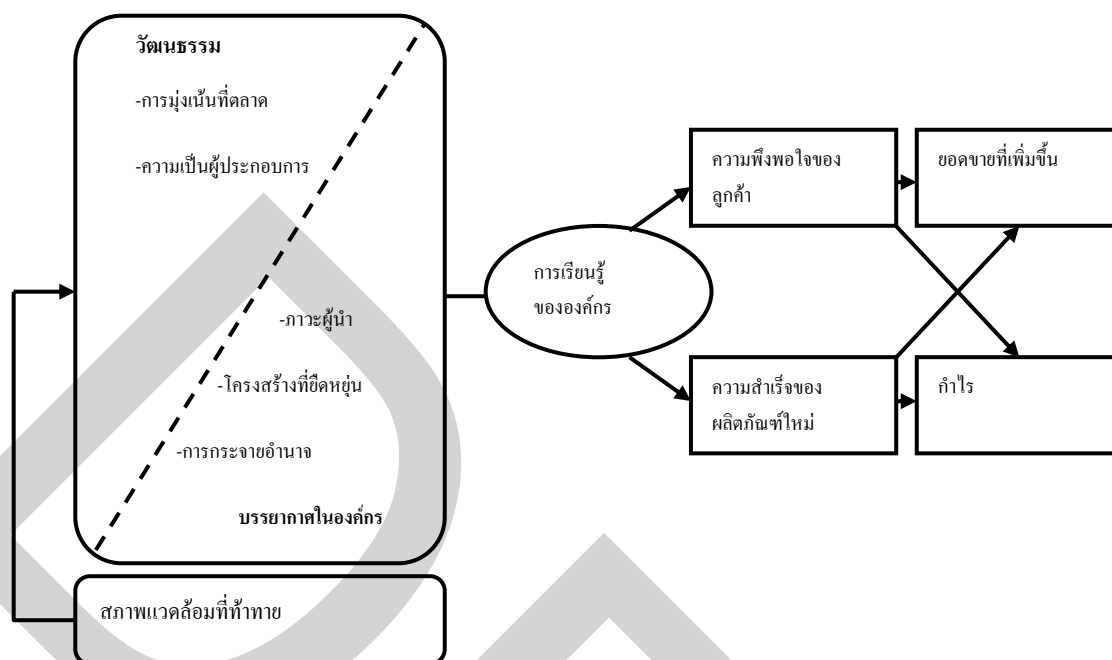 วัฒนธรรม
-การมุ่งเน้นที่ตลาด
-ความเป็นผู้ประกอบการ
-ภาวะผู้นำ
-โครงสร้างที่ยืดหยุ่น
-การกระจายอำนาจ
บรรยากาศในองค์กร
สภาพแวดล้อมที่ท้าทาย
การเรียนรู้
ขององค์กร
ความพึงพอใจของ
ลูกค้า
ยอดขายที่เพิ่มขึ้น
ความสำเร็จของ
ผลิตภัณฑ์ใหม่
กำไร